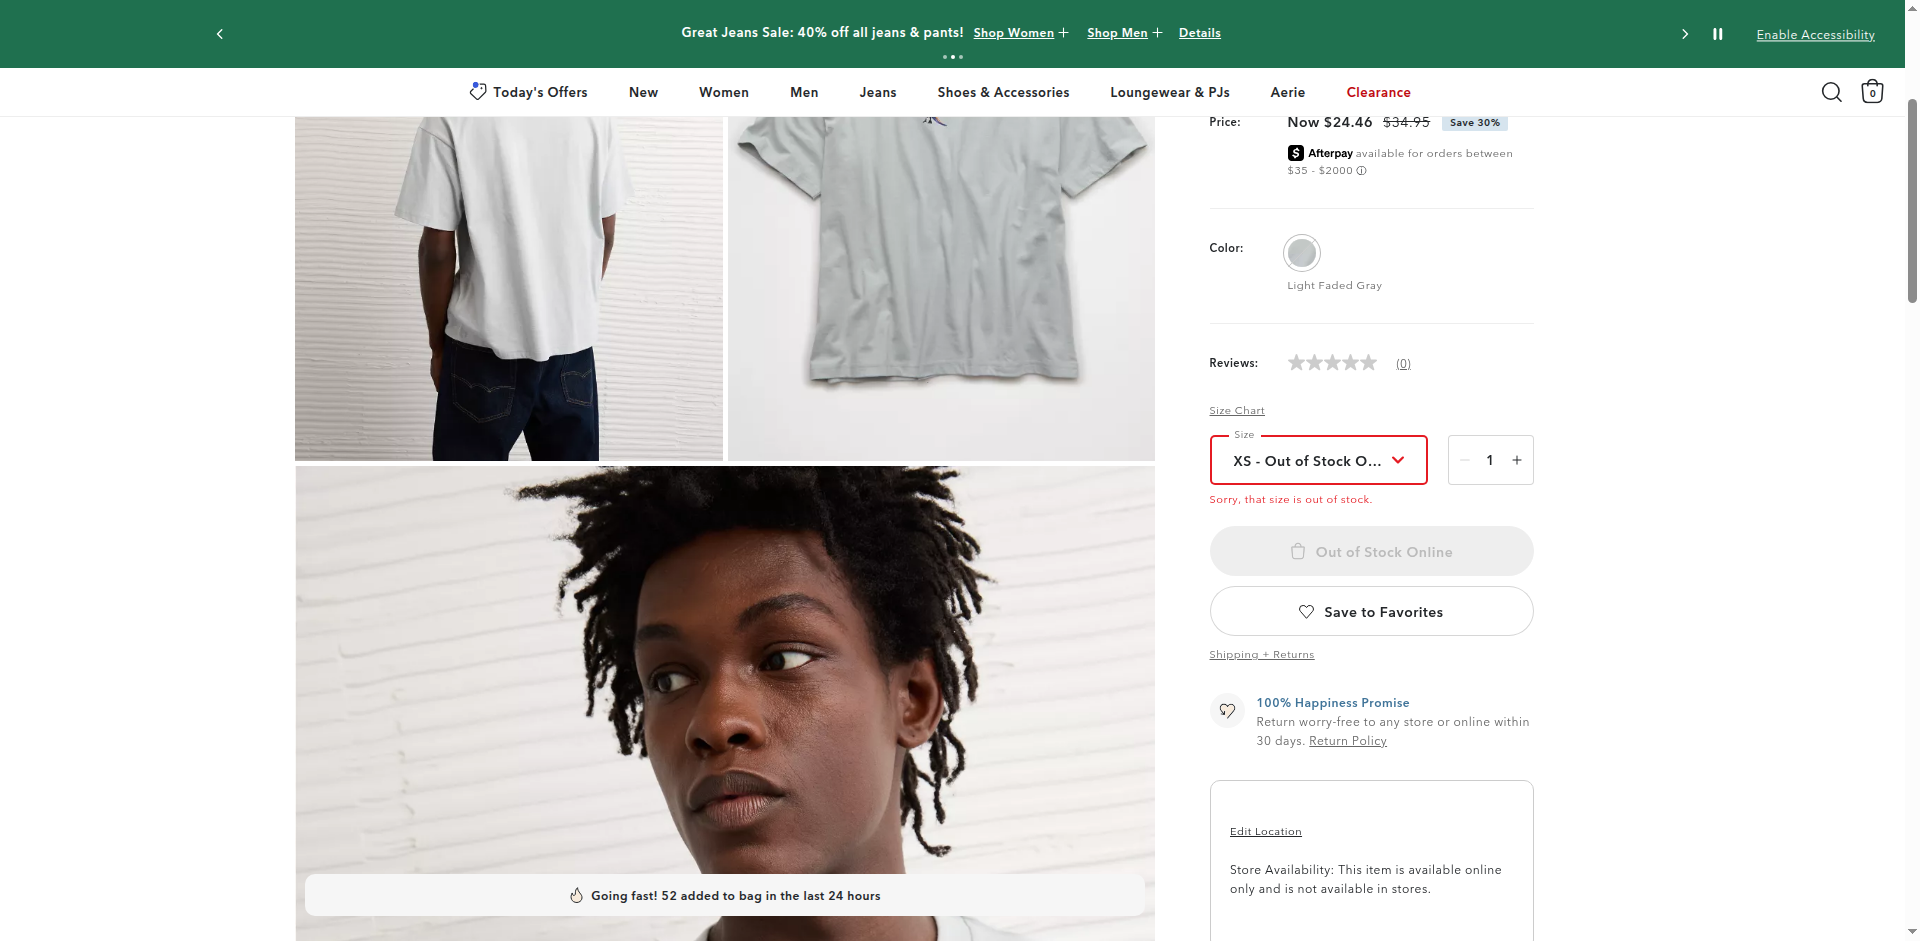 Great Jeans Sale: 40% off all jeans & pants! Shop Women + Shop Men + Details
Enable Accessibility
Today's Offers New Women Men Jeans Shoes & Accessories Loungewear & PJs Aerie Clearance
0
Price: Now $24.46 $34.95 Save 30%
$ Afterpay available for orders between
$35 - $2000
Color:
Light Faded Gray
Reviews: (0)
Size Chart
Size
XS - Out of Stock O...
1 +
Sorry, that size is out of stock.
Out of Stock Online
Save to Favorites
Shipping + Returns
100% Happiness Promise
Return worry-free to any store or online within
30 days. Return Policy
Edit Location
Store Availability: This item is available online
only and is not available in stores.
Going fast! 52 added to bag in the last 24 hours